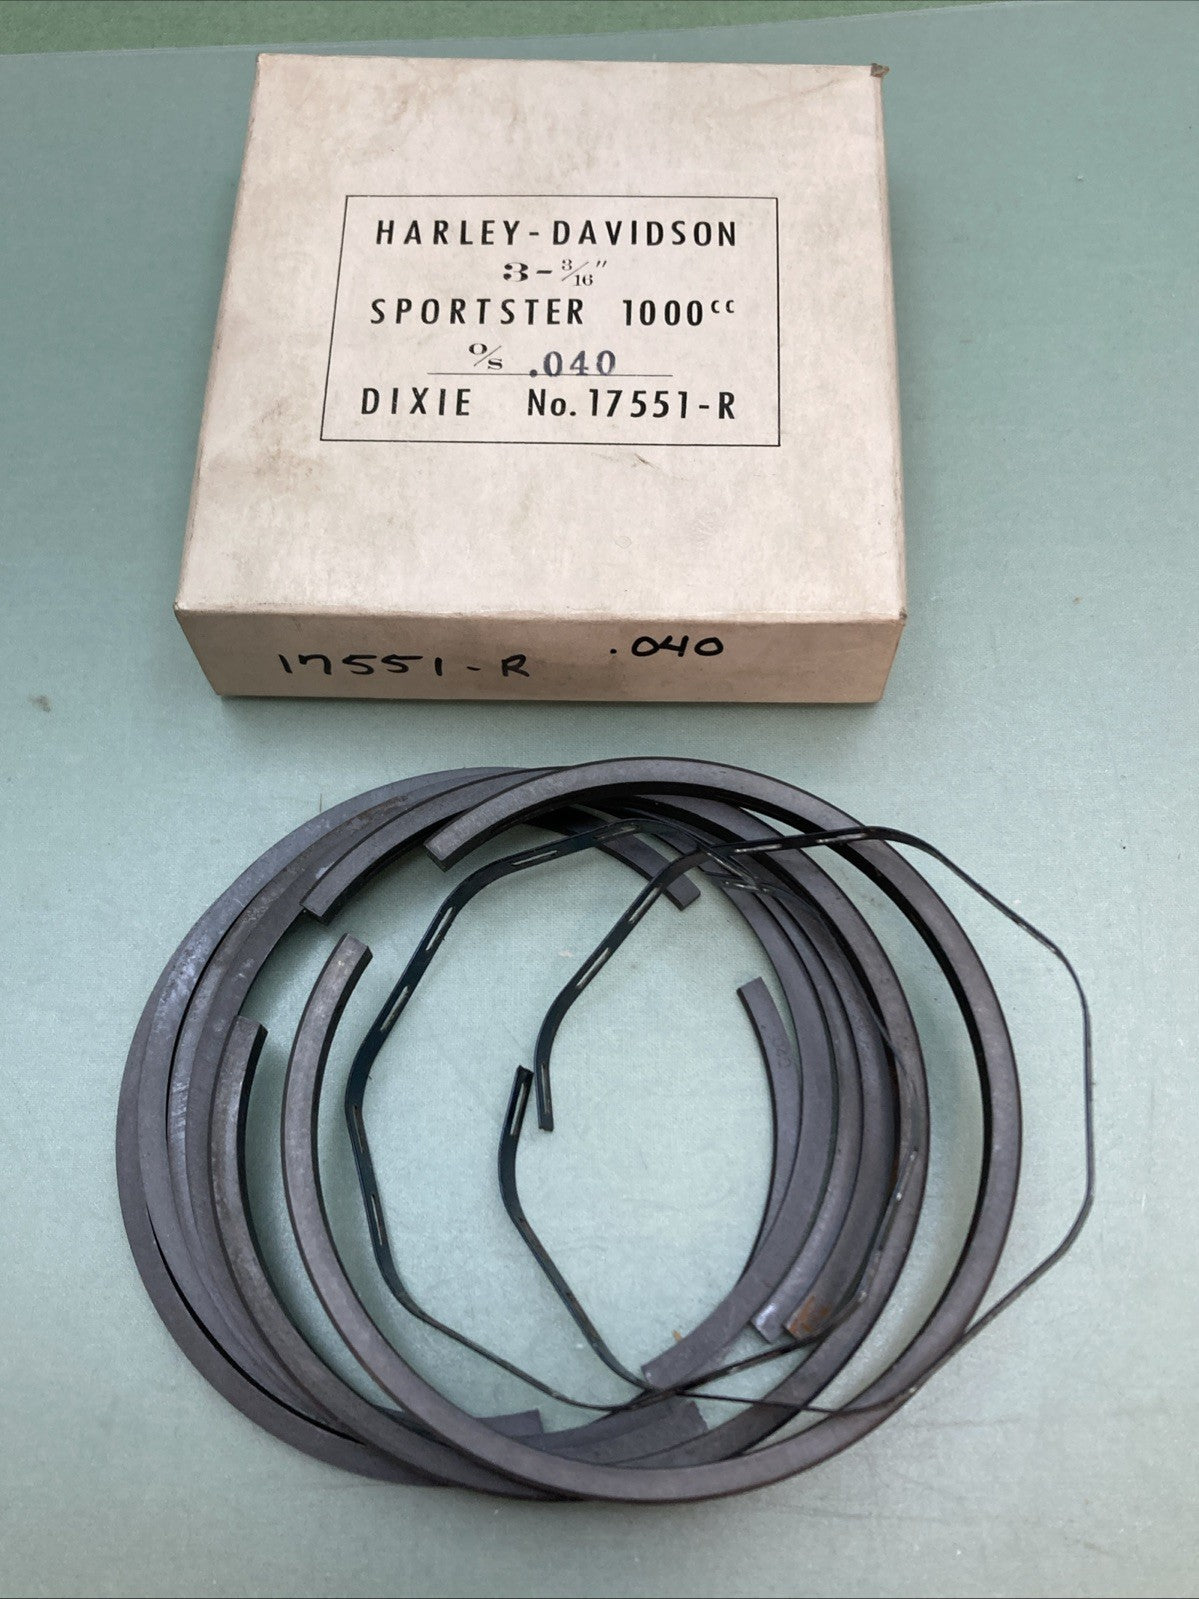 HARLEY-DAVIDSON
3-3/16"
SPORTSTER 1000cc
O/S .040
DIXIE No. 17551-R
17551-R .040